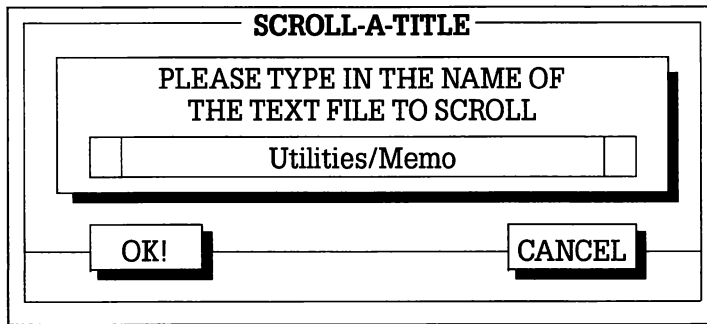 SCROLL-A-TITLE
PLEASE TYPE IN THE NAME OF
THE TEXT FILE TO SCROLL
Utilities/Memo
OK!
CANCEL